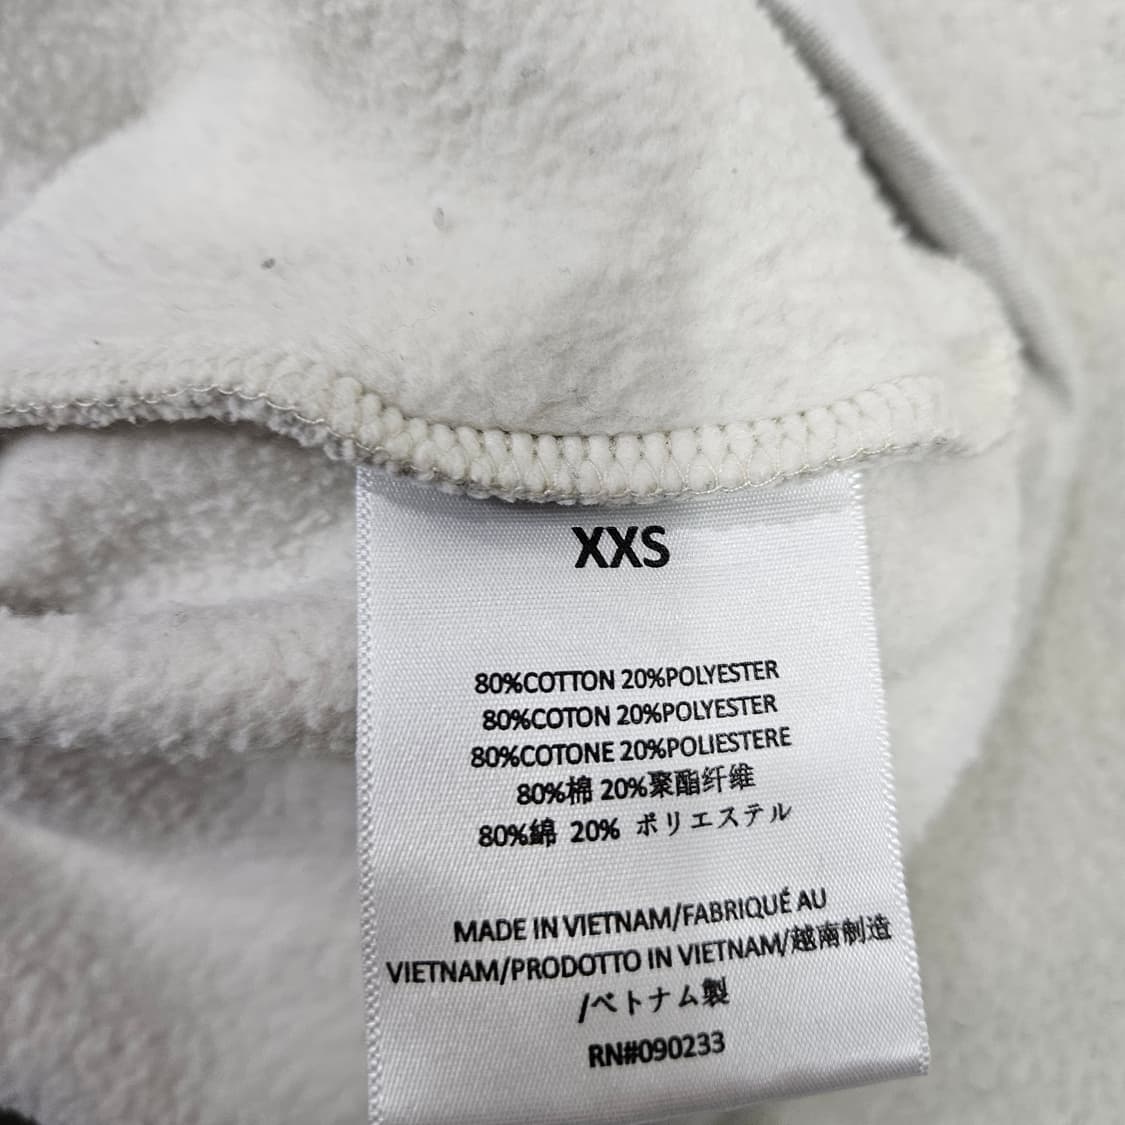 XXS
80%COTTON 20%POLYESTER
80%COTON 20%POLYESTER
80%COTONE 20%POLIESTERE
80%棉 20%聚酯纤维
80%綿 20% ポリエステル
MADE IN VIETNAM/FABRIQUÉ AU
VIETNAM/PRODOTTO IN VIETNAM/越南制造
/ベトナム製
RN#090233